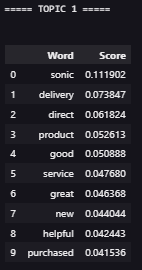 ===== TOPIC 1 =====
Word Score
0 sonic 0.111902
1 delivery 0.073847
2 direct 0.061824
3 product 0.052613
4 good 0.050888
5 service 0.047680
6 great 0.046368
7 new 0.044044
8 helpful 0.042443
9 purchased 0.041536